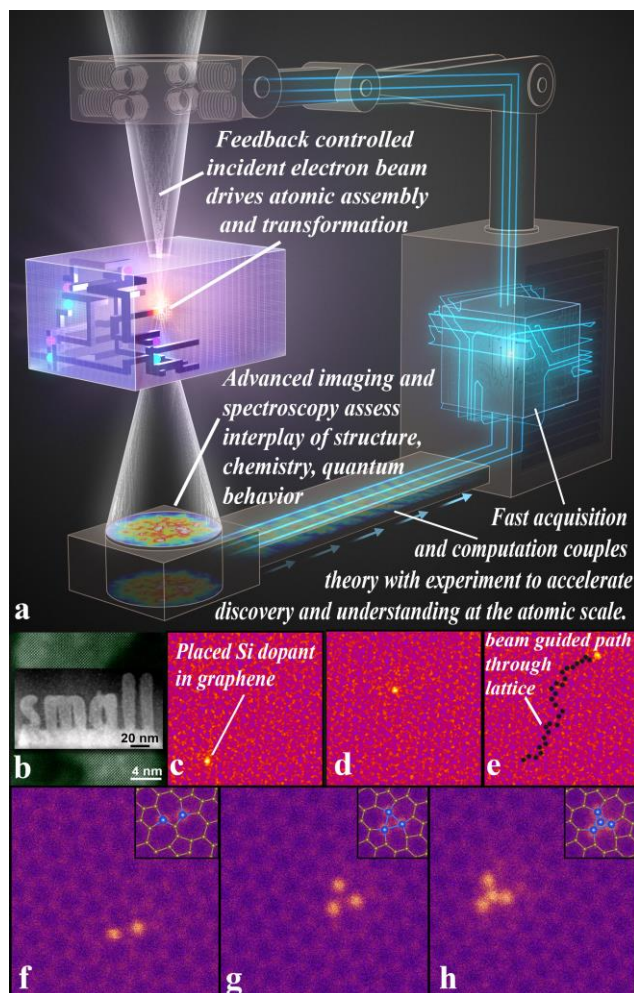 Feedback controlled
incident electron beam
drives atomic assembly
and transformation
Advanced imaging and
spectroscopy assess
interplay of structure,
chemistry, quantum
behavior
Fast acquisition
and computation couples
theory with experiment to accelerate
discovery and understanding at the atomic scale.
a
small
20 nm
4 nm
b
Placed Si dopant
in graphene
c
d
beam guided path
through
lattice
e
f
g
h